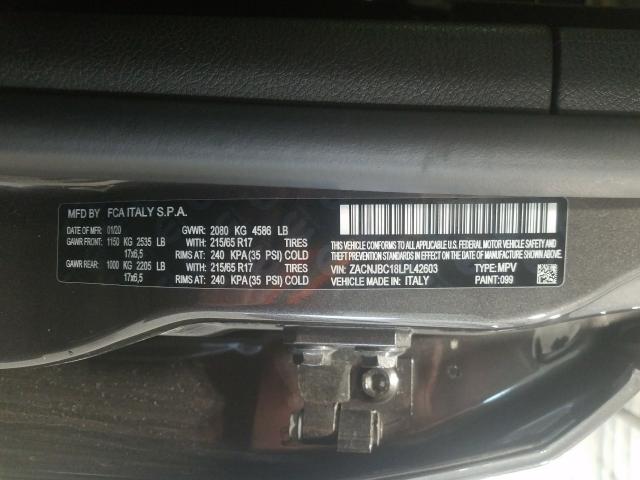 MFD BY FCA ITALY S.P.A.
DATE OF MFR: 01/20 GVWR: 2080 KG 4586 LB
GAWR FRONT: 1150 KG 2535 LB WITH: 215/65 R17 TIRES
17x6,5 RIMS AT: 240 KPA (35 PSI) COLD
GAWR REAR: 1000 KG 2205 LB WITH: 215/65 R17 TIRES
17x6,5 RIMS AT: 240 KPA (35 PSI) COLD
THIS VEHICLE CONFORMS TO ALL APPLICABLE U.S. FEDERAL MOTOR VEHICLE SAFETY,
BUMPER, AND THEFT PREVENTION STANDARDS IN EFFECT ON THE DATE OF MANUFACTURE SHOWN ABOVE.
VIN: ZACNJBC18LPL42603 TYPE: MPV
VEHICLE MADE IN: ITALY PAINT: 099